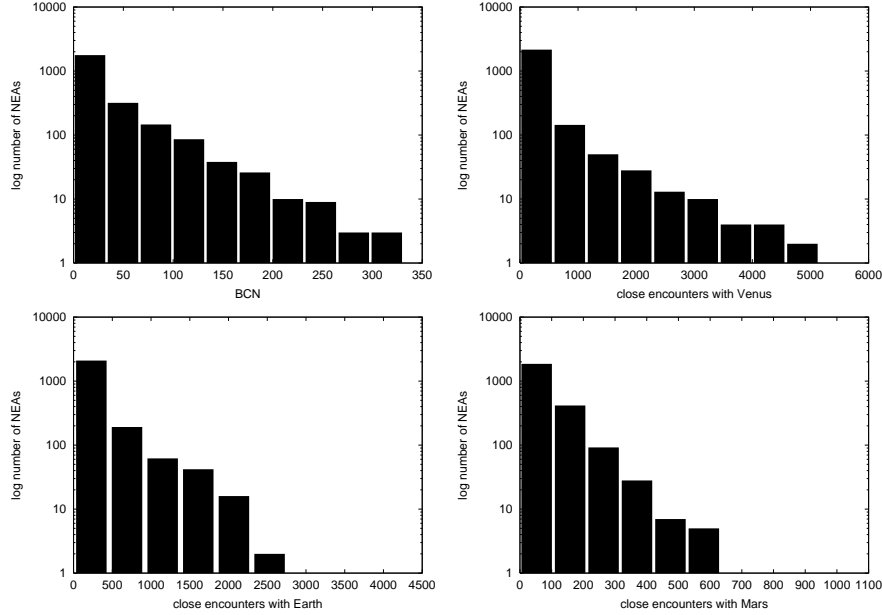 10000
1000
100
10
1
log number of NEAs
0 50 100 150 200 250 300 350
BCN
10000
1000
100
10
1
log number of NEAs
0 1000 2000 3000 4000 5000 6000
close encounters with Venus
10000
1000
100
10
1
log number of NEAs
0 500 1000 1500 2000 2500 3000 3500 4000 4500
close encounters with Earth
10000
1000
100
10
1
log number of NEAs
0 100 200 300 400 500 600 700 800 900 1000 1100
close encounters with Mars